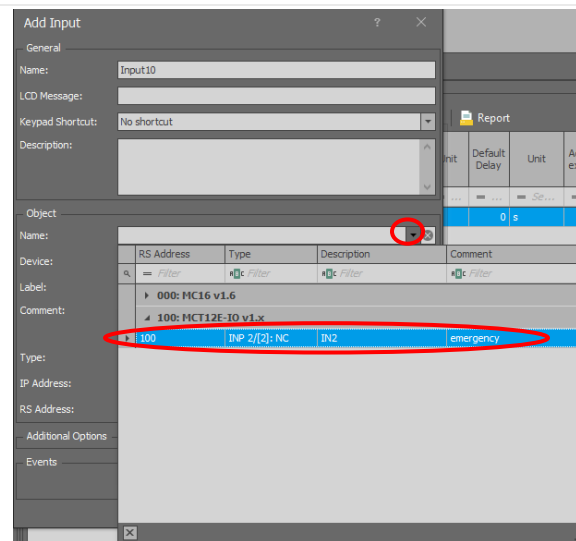 Add Input
?
General
Name:
Input10
LCD Message:
Keypad Shortcut:
No shortcut
Description:
Report
Default Delay
Unit
0 s
Object
Name:
Device:
Label:
Comment:
Type:
IP Address:
RS Address:
Additional Options
Events
RS Address Type Description Comment
= Filter Filter Filter Filter
000: MC16 v1.6
100: MCT12E-IO v1.x
100 INP 2/[2]: NC IN2 emergency